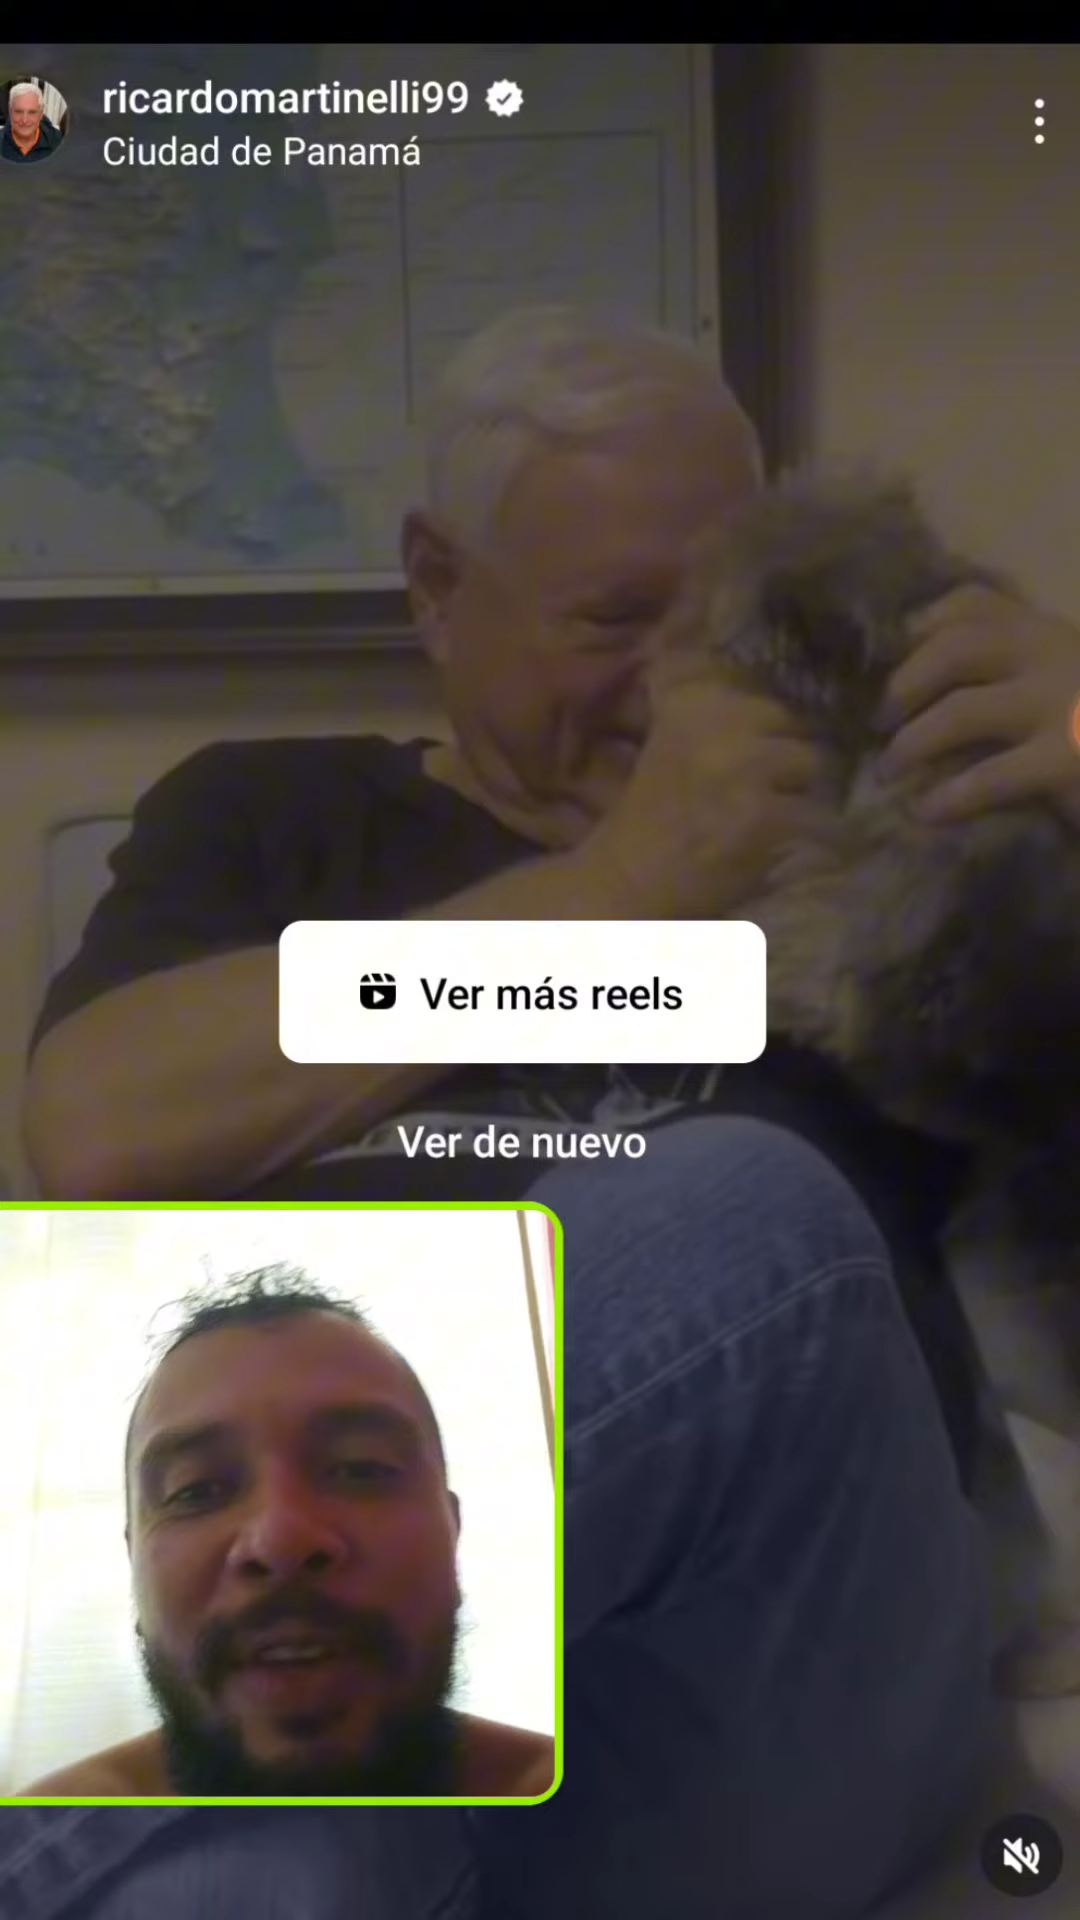 ricardomartinelli99
Ciudad de Panamá
Ver más reels
Ver de nuevo